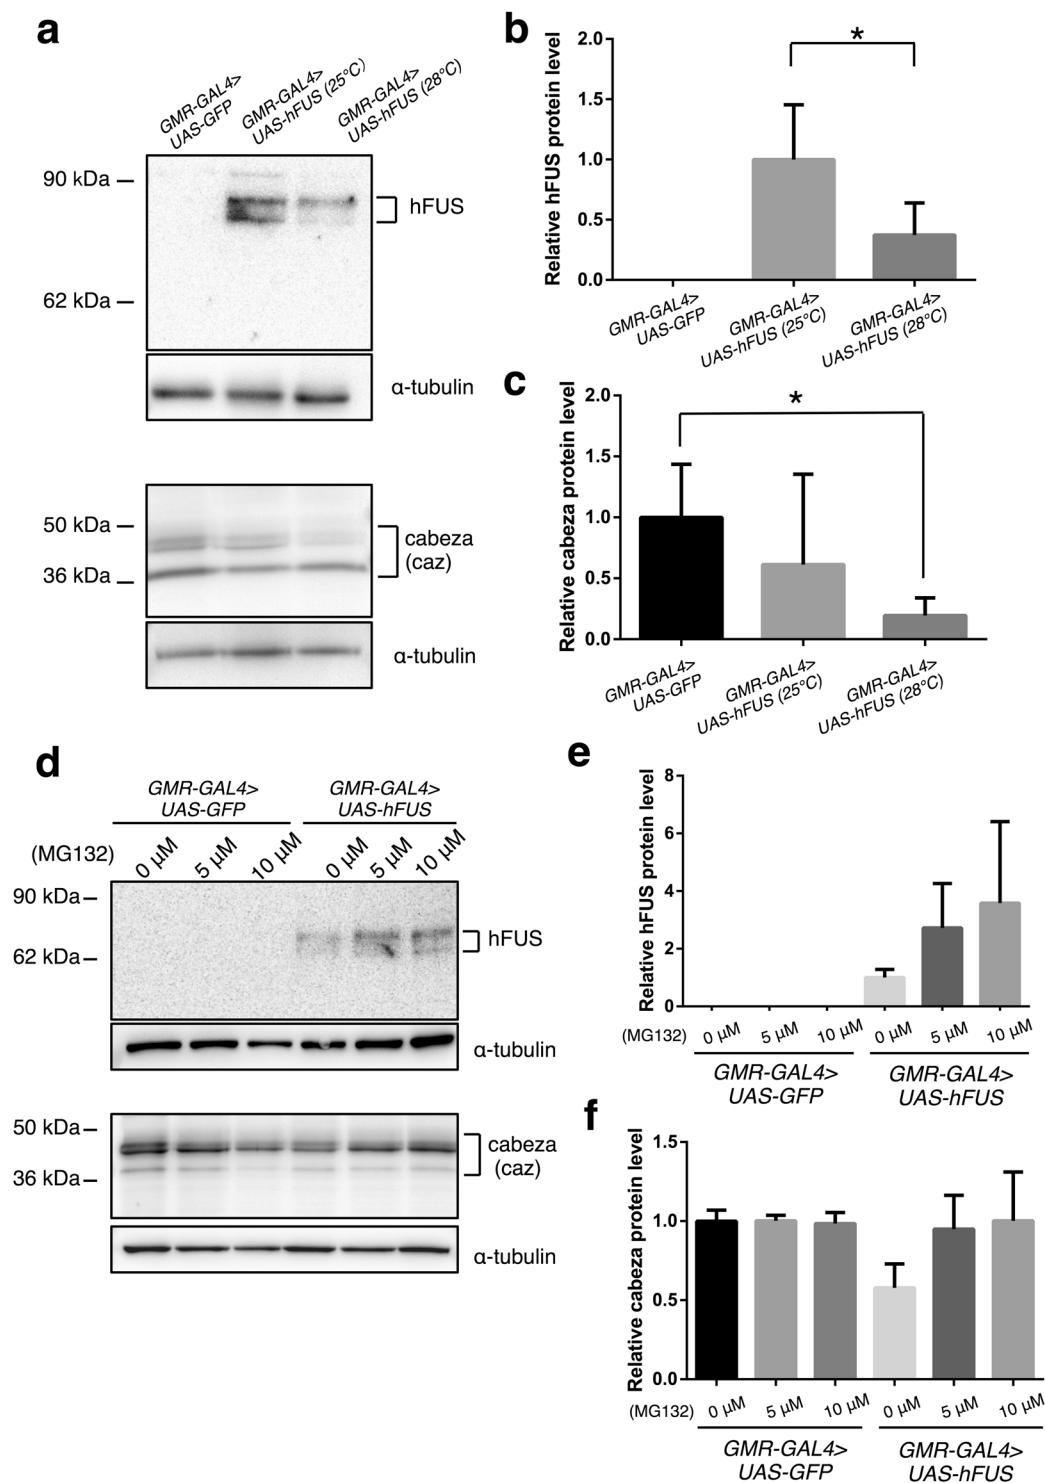 a
GMR-GAL4>
UAS-GFP
GMR-GAL4>
UAS-hFUS (25°C)
GMR-GAL4>
UAS-hFUS (28°C)
90 kDa
hFUS
62 kDa
α-tubulin
50 kDa
cabeza
(caz)
36 kDa
α-tubulin
b
Relative hFUS protein level
2.0
1.5
1.0
0.5
0.0
*
GMR-GAL4>
UAS-GFP
GMR-GAL4>
UAS-hFUS (25°C)
GMR-GAL4>
UAS-hFUS (28°C)
c
Relative cabeza protein level
2.0
1.5
1.0
0.5
0.0
*
GMR-GAL4>
UAS-GFP
GMR-GAL4>
UAS-hFUS (25°C)
GMR-GAL4>
UAS-hFUS (28°C)
d
GMR-GAL4>
UAS-GFP
GMR-GAL4>
UAS-hFUS
(MG132) 0 μM 5 μM 10 μM 0 μM 5 μM 10 μM
90 kDa
hFUS
62 kDa
α-tubulin
50 kDa
cabeza
(caz)
36 kDa
α-tubulin
e
Relative hFUS protein level
8
6
4
2
0
(MG132) 0 μM 5 μM 10 μM 0 μM 5 μM 10 μM
GMR-GAL4>
UAS-GFP
GMR-GAL4>
UAS-hFUS
f
Relative cabeza protein level
1.5
1.0
0.5
0.0
(MG132) 0 μM 5 μM 10 μM 0 μM 5 μM 10 μM
GMR-GAL4>
UAS-GFP
GMR-GAL4>
UAS-hFUS